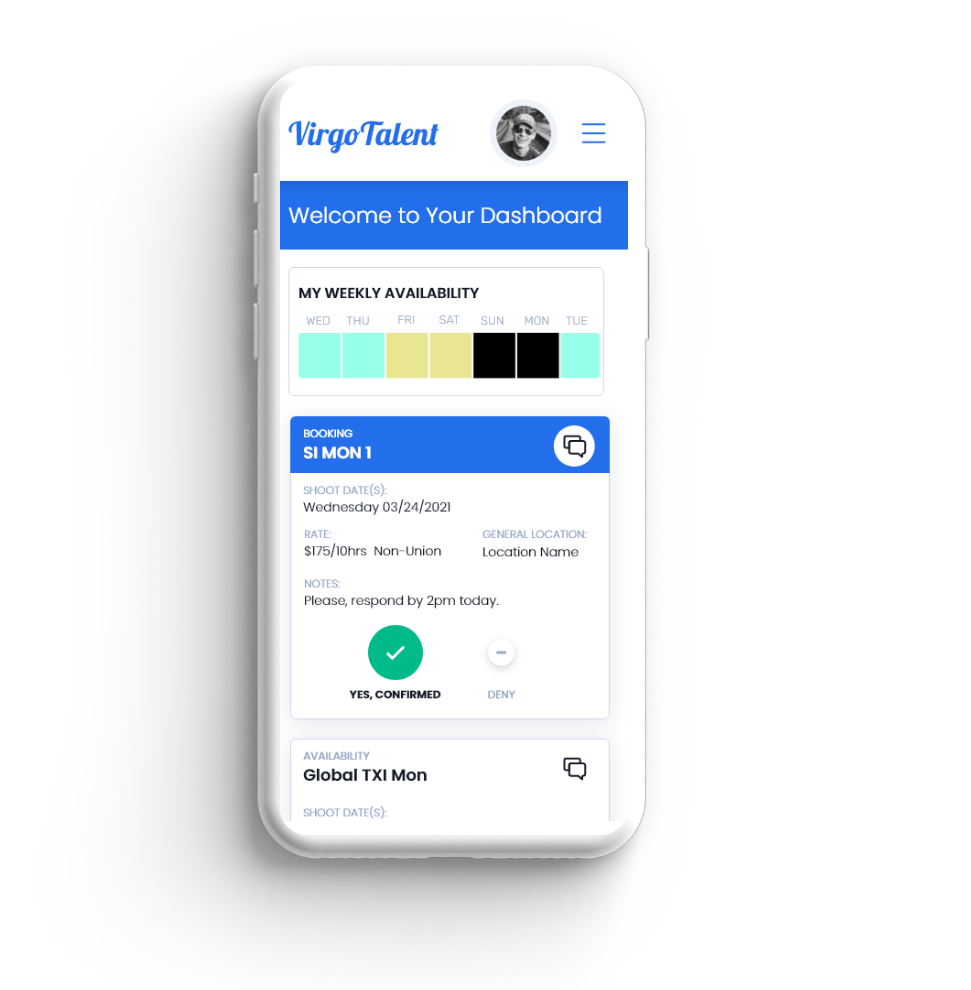 VirgoTalent
Welcome to Your Dashboard
MY WEEKLY AVAILABILITY
WED THU FRI SAT SUN MON TUE
BOOKING
SI MON 1
SHOOT DATE(S):
Wednesday 03/24/2021
RATE: GENERAL LOCATION:
$175/10hrs Non-Union Location Name
NOTES:
Please, respond by 2pm today.
YES, CONFIRMED DENY
AVAILABILITY
Global TXI Mon
SHOOT DATE(S):